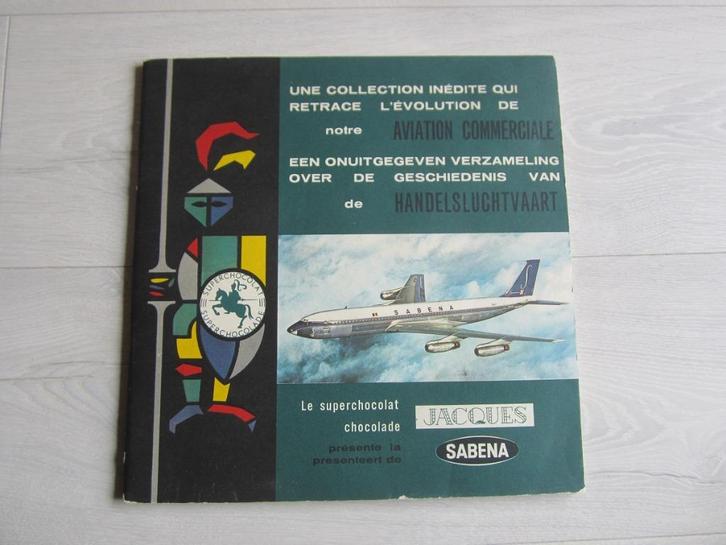 UNE COLLECTION INÉDITE QUI
RETRACE L'ÉVOLUTION DE
notre AVIATION COMMERCIALE
EEN ONUITGEGEVEN VERZAMELING
OVER DE GESCHIEDENIS VAN
de HANDELSLUCHTVAART
SUPERCHOCOLAT
SUPERCHOCOLADE
SABENA
Le superchocolat
chocolade
JACQUES
présente la
presenteert de
SABENA